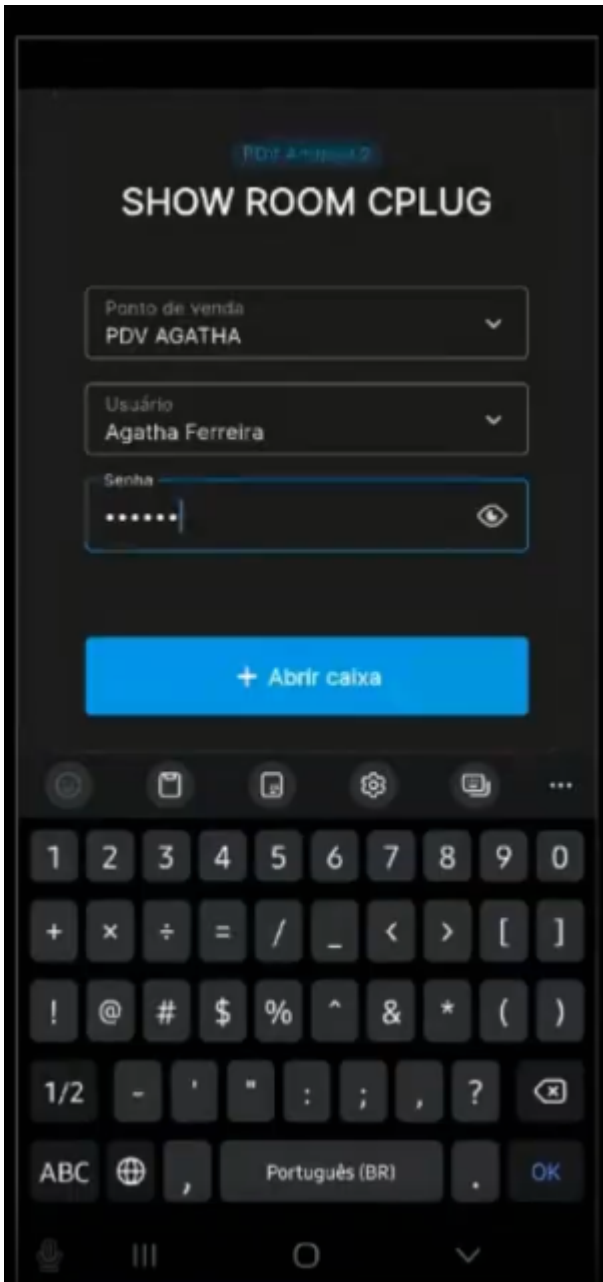 SHOW ROOM CPLUG
Ponto de venda
PDV AGATHA
Usuário
Agatha Ferreira
Senha
••••••
+ Abrir caixa
1 2 3 4 5 6 7 8 9 0
+ × ÷ = / _ < > [ ]
! @ # $ % ^ & * ( )
1/2 - ' " : ; , ?
ABC , Português (BR) . OK